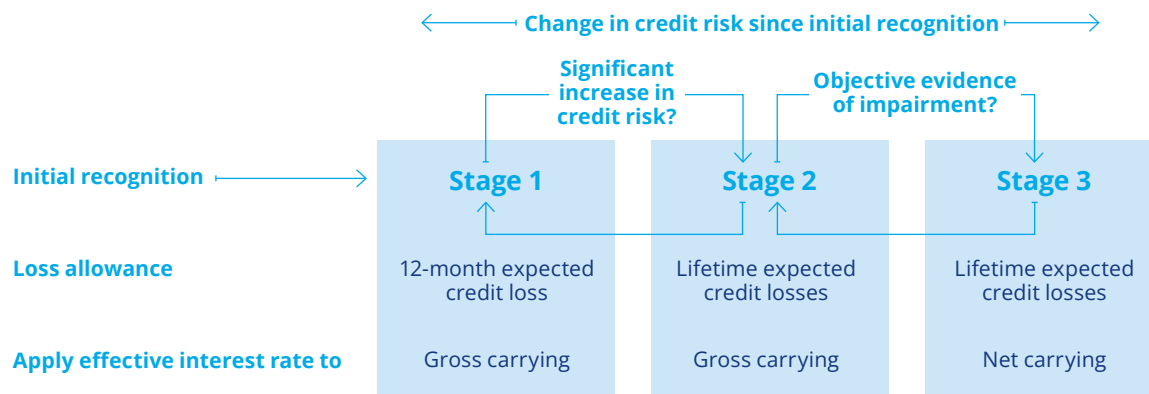 Change in credit risk since initial recognition
Significant
increase in
credit risk?
Objective evidence
of impairment?
Initial recognition
Stage 1
Stage 2
Stage 3
Loss allowance
12-month expected
credit loss
Lifetime expected
credit losses
Lifetime expected
credit losses
Apply effective interest rate to
Gross carrying
Gross carrying
Net carrying